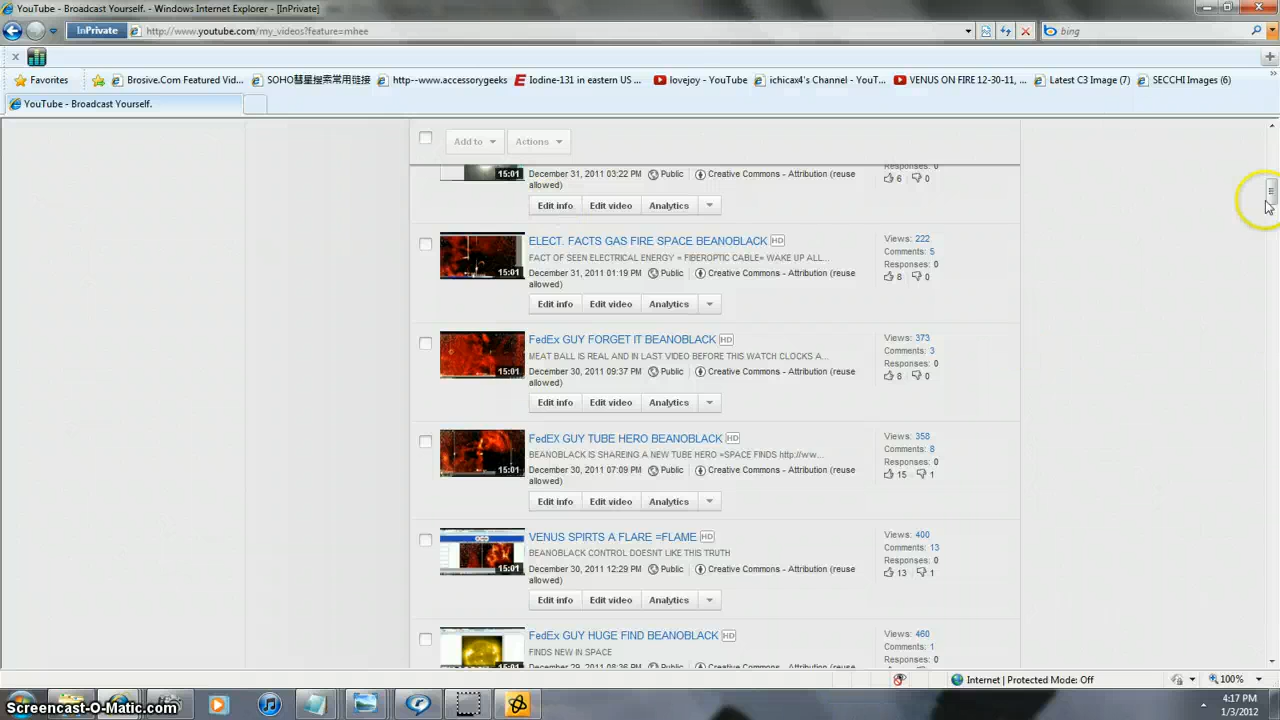 YouTube - Broadcast Yourself. - Windows Internet Explorer - [InPrivate]
InPrivate http://www.youtube.com/my_videos?feature=mhee bing
Favorites Brosive.Com Featured Vid... SOHO彗星搜索常用链接 http--www.accessorygeeks Iodine-131 in eastern US ... lovejoy - YouTube ichicax4's Channel - YouT... VENUS ON FIRE 12-30-11, ... Latest C3 Image (7) SECCHI Images (6)
YouTube - Broadcast Yourself.
Add to Actions
Responses: 0
15:01 December 31, 2011 03:22 PM Public Creative Commons - Attribution (reuse 6 0
allowed)
Edit info Edit video Analytics
ELECT. FACTS GAS FIRE SPACE BEANOBLACK HD Views: 222
FACT OF SEEN ELECTRICAL ENERGY = FIBEROPTIC CABLE= WAKE UP ALL... Comments: 5
Responses: 0
15:01 December 31, 2011 01:19 PM Public Creative Commons - Attribution (reuse 8 0
allowed)
Edit info Edit video Analytics
FedEx GUY FORGET IT BEANOBLACK HD Views: 373
MEAT BALL IS REAL AND IN LAST VIDEO BEFORE THIS WATCH CLOCKS A... Comments: 3
Responses: 0
15:01 December 30, 2011 09:37 PM Public Creative Commons - Attribution (reuse 8 0
allowed)
Edit info Edit video Analytics
FedEX GUY TUBE HERO BEANOBLACK HD Views: 358
BEANOBLACK IS SHAREING A NEW TUBE HERO =SPACE FINDS http://ww... Comments: 8
Responses: 0
15:01 December 30, 2011 07:09 PM Public Creative Commons - Attribution (reuse 15 1
allowed)
Edit info Edit video Analytics
VENUS SPIRTS A FLARE =FLAME HD Views: 400
BEANOBLACK CONTROL DOESNT LIKE THIS TRUTH Comments: 13
Responses: 0
15:01 December 30, 2011 12:29 PM Public Creative Commons - Attribution (reuse 13 1
allowed)
Edit info Edit video Analytics
FedEx GUY HUGE FIND BEANOBLACK HD Views: 460
FINDS NEW IN SPACE Comments: 1
Responses: 0
15:01 December 29, 2011 08:36 PM Public Creative Commons - Attribution (reuse
Internet | Protected Mode: Off 100%
4:17 PM
1/3/2012
Screencast-O-Matic.com